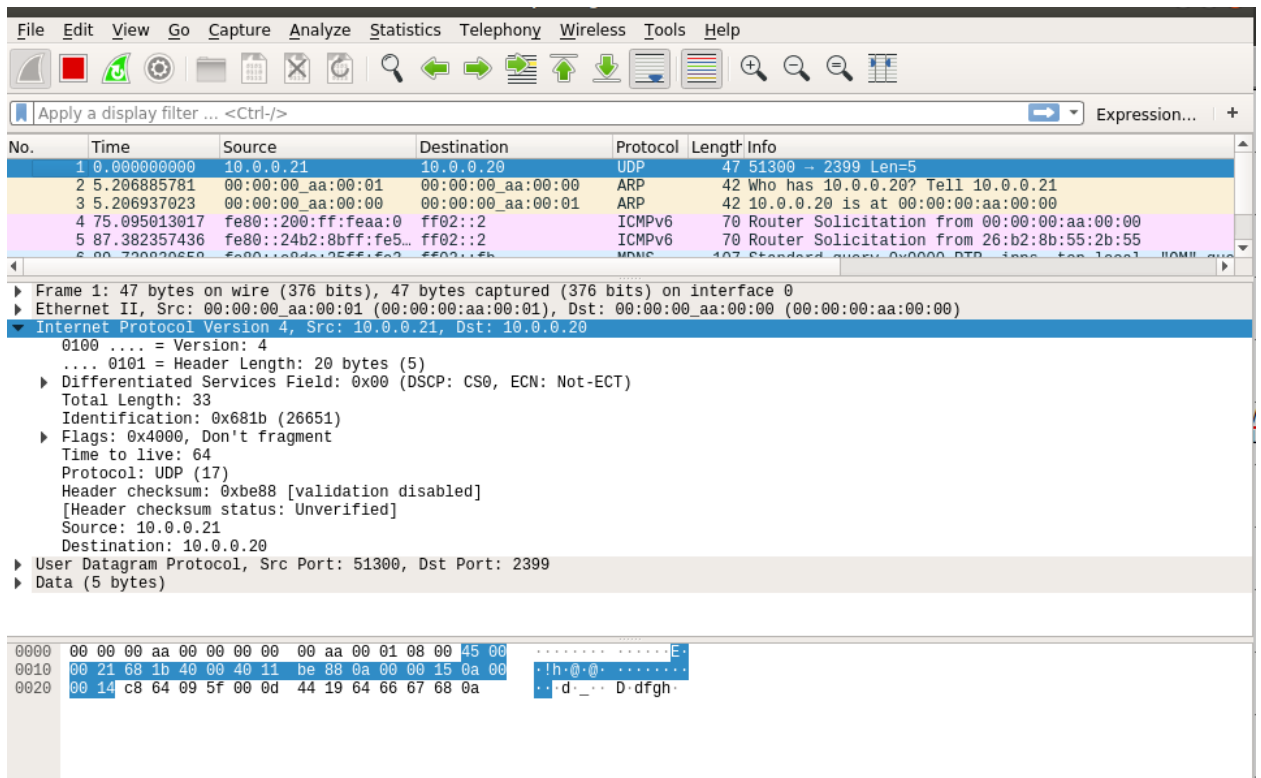 File Edit View Go Capture Analyze Statistics Telephony Wireless Tools Help
Apply a display filter ... <Ctrl-/> Expression... +
No. Time Source Destination Protocol Length Info
1 0.000000000 10.0.0.21 10.0.0.20 UDP 47 51300 → 2399 Len=5
2 5.206885781 00:00:00_aa:00:01 00:00:00_aa:00:00 ARP 42 Who has 10.0.0.20? Tell 10.0.0.21
3 5.206937023 00:00:00_aa:00:00 00:00:00_aa:00:01 ARP 42 10.0.0.20 is at 00:00:00:aa:00:00
4 75.095013017 fe80::200:ff:feaa:0 ff02::2 ICMPv6 70 Router Solicitation from 00:00:00:aa:00:00
5 87.382357436 fe80::24b2:8bff:fe5… ff02::2 ICMPv6 70 Router Solicitation from 26:b2:8b:55:2b:55
ff02::fb MDNS 107 Standard query 0x0000 PTR
Frame 1: 47 bytes on wire (376 bits), 47 bytes captured (376 bits) on interface 0
Ethernet II, Src: 00:00:00_aa:00:01 (00:00:00:aa:00:01), Dst: 00:00:00_aa:00:00 (00:00:00:aa:00:00)
Internet Protocol Version 4, Src: 10.0.0.21, Dst: 10.0.0.20
0100 .... = Version: 4
.... 0101 = Header Length: 20 bytes (5)
Differentiated Services Field: 0x00 (DSCP: CS0, ECN: Not-ECT)
Total Length: 33
Identification: 0x681b (26651)
Flags: 0x4000, Don't fragment
Time to live: 64
Protocol: UDP (17)
Header checksum: 0xbe88 [validation disabled]
[Header checksum status: Unverified]
Source: 10.0.0.21
Destination: 10.0.0.20
User Datagram Protocol, Src Port: 51300, Dst Port: 2399
Data (5 bytes)
0000 00 00 00 aa 00 00 00 00 00 aa 00 01 08 00 45 00 ········ ······E·
0010 00 21 68 1b 40 00 40 11 be 88 0a 00 00 15 0a 00 ·!h·@·@· ········
0020 00 14 c8 64 09 5f 00 0d 44 19 64 66 67 68 0a ···d·_·· D·dfgh·